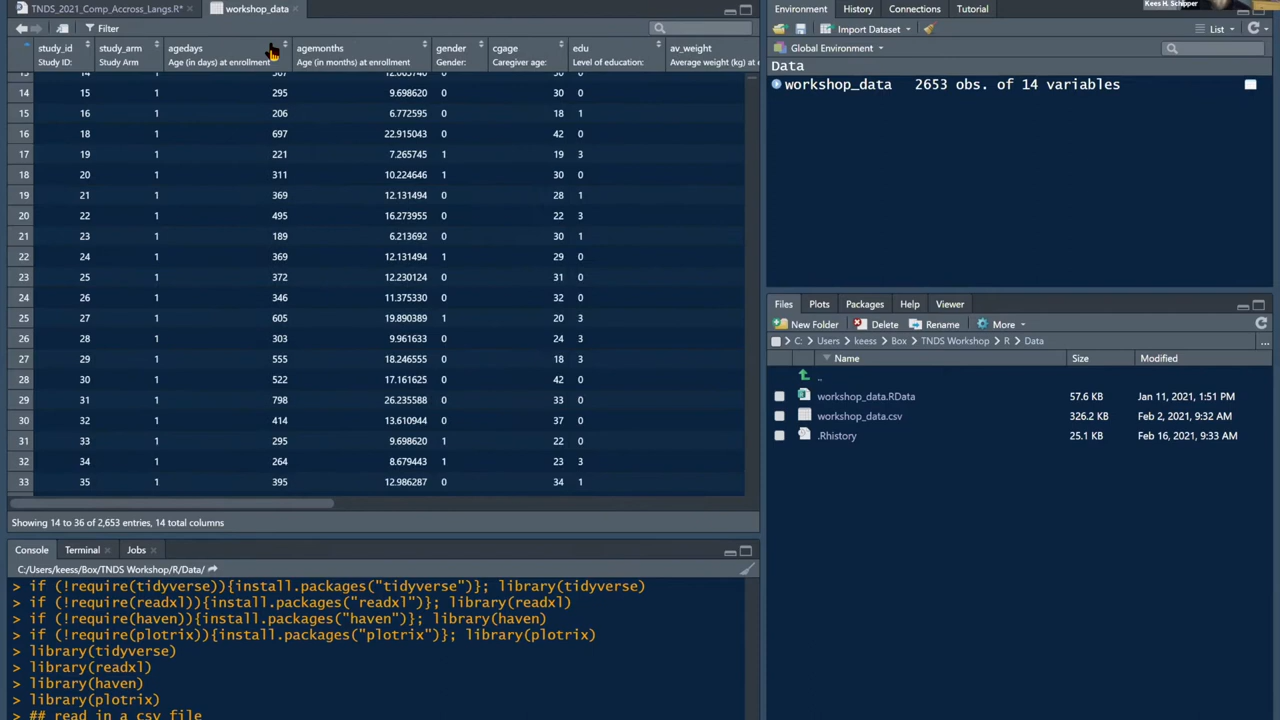 TNDS_2021_Comp_Accross_Langs.R* × workshop_data ×
Filter
study_id study_arm agedays agemonths gender cgage edu av_weight
Study ID: Study Arm Age (in days) at enrollment Age (in months) at enrollment Gender: Caregiver age: Level of education: Average weight (kg) at e
14 15 1 295 9.698620 0 30 0
15 16 1 206 6.772595 0 18 1
16 18 1 697 22.915043 0 42 0
17 19 1 221 7.265745 1 19 3
18 20 1 311 10.224646 1 30 0
19 21 1 369 12.131494 0 28 1
20 22 1 495 16.273955 0 22 3
21 23 1 189 6.213692 0 30 1
22 24 1 369 12.131494 1 29 0
23 25 1 372 12.230124 0 31 0
24 26 1 346 11.375330 0 32 0
25 27 1 605 19.890389 1 20 3
26 28 1 303 9.961633 0 24 3
27 29 1 555 18.246555 0 18 3
28 30 1 522 17.161625 0 42 0
29 31 1 798 26.235588 0 33 0
30 32 1 414 13.610944 0 37 0
31 33 1 295 9.698620 1 22 0
32 34 1 264 8.679443 1 23 3
33 35 1 395 12.986287 0 34 1
Showing 14 to 36 of 2,653 entries, 14 total columns
Console Terminal × Jobs ×
C:/Users/keess/Box/TNDS Workshop/R/Data/
> if (!require(tidyverse)){install.packages("tidyverse")}; library(tidyverse)
> if (!require(readxl)){install.packages("readxl")}; library(readxl)
> if (!require(haven)){install.packages("haven")}; library(haven)
> if (!require(plotrix)){install.packages("plotrix")}; library(plotrix)
> library(tidyverse)
> library(readxl)
> library(haven)
> library(plotrix)
> ## read in a csv file
Kees H. Schipper
Environment History Connections Tutorial
Import Dataset List
Global Environment
Data
workshop_data 2653 obs. of 14 variables
Files Plots Packages Help Viewer
New Folder Delete Rename More
C: > Users > keess > Box > TNDS Workshop > R > Data ...
Name Size Modified
..
workshop_data.RData 57.6 KB Jan 11, 2021, 1:51 PM
workshop_data.csv 326.2 KB Feb 2, 2021, 9:32 AM
.Rhistory 25.1 KB Feb 16, 2021, 9:33 AM